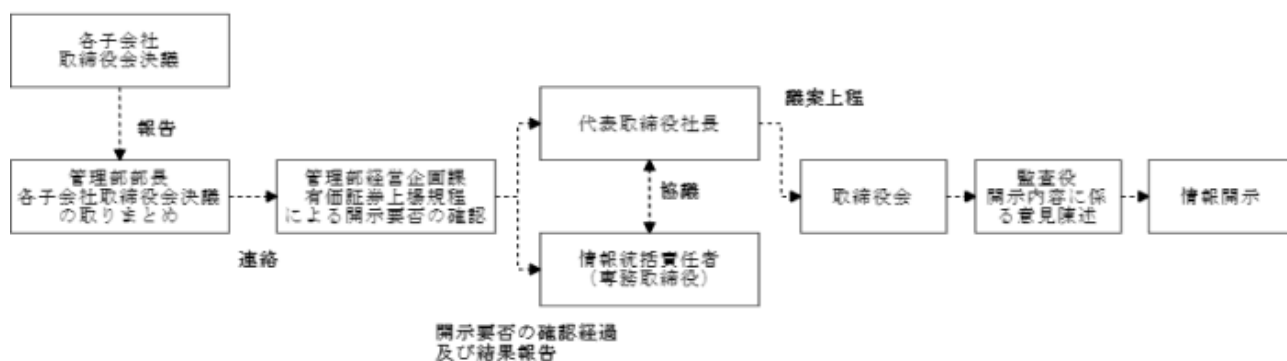 各子会社
取締役会決議
報告
管理部部長
各子会社取締役会決議
の取りまとめ
連絡
管理部経営企画課
有価証券上場規程
による開示要否の確認
開示要否の確認経過
及び結果報告
代表取締役社長
協議
情報統括責任者
（専務取締役）
議案上程
取締役会
監査役
開示内容に係
る意見陳述
情報開示